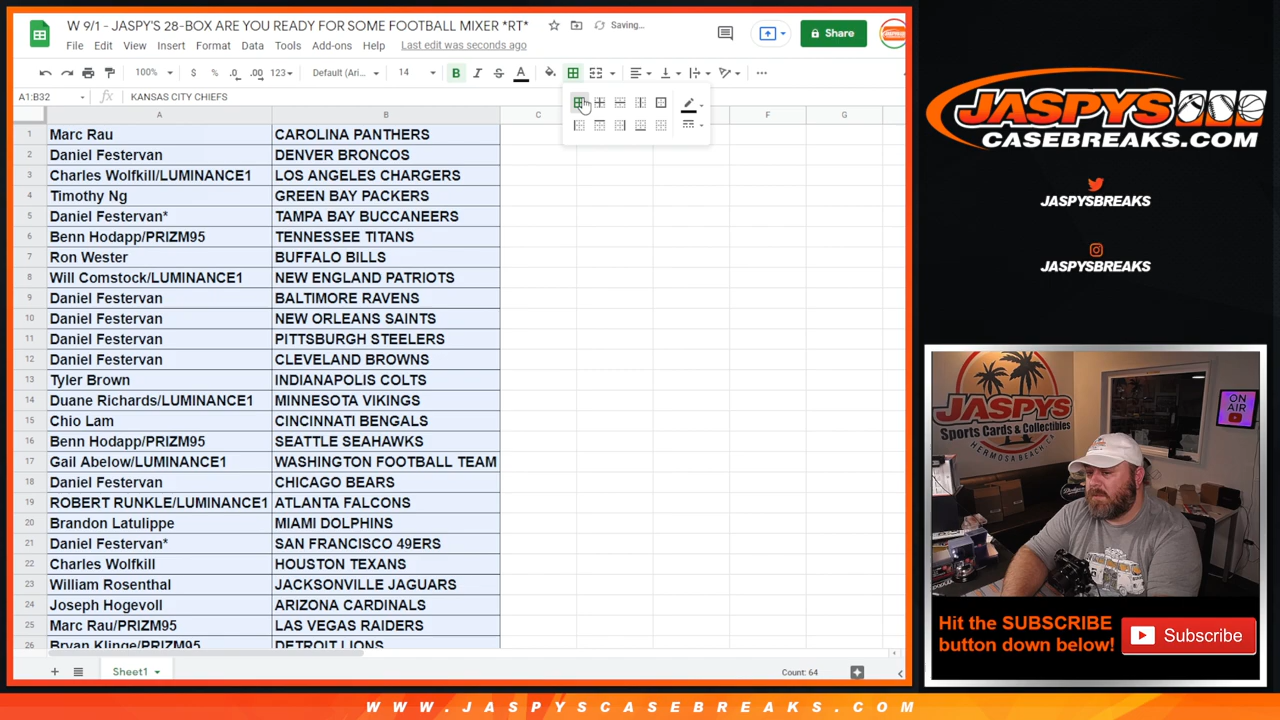 W 9/1 - JASPY'S 28-BOX ARE YOU READY FOR SOME FOOTBALL MIXER *RT*
Saving...
File Edit View Insert Format Data Tools Add-ons Help Last edit was seconds ago
Share
100% $ % .0 .00 123 Default (Ari... 14 B I S A
A1:B32 fx KANSAS CITY CHIEFS
A B C D E F G
1 Marc Rau CAROLINA PANTHERS
2 Daniel Festervan DENVER BRONCOS
3 Charles Wolfkill/LUMINANCE1 LOS ANGELES CHARGERS
4 Timothy Ng GREEN BAY PACKERS
5 Daniel Festervan* TAMPA BAY BUCCANEERS
6 Benn Hodapp/PRIZM95 TENNESSEE TITANS
7 Ron Wester BUFFALO BILLS
8 Will Comstock/LUMINANCE1 NEW ENGLAND PATRIOTS
9 Daniel Festervan BALTIMORE RAVENS
10 Daniel Festervan NEW ORLEANS SAINTS
11 Daniel Festervan PITTSBURGH STEELERS
12 Daniel Festervan CLEVELAND BROWNS
13 Tyler Brown INDIANAPOLIS COLTS
14 Duane Richards/LUMINANCE1 MINNESOTA VIKINGS
15 Chio Lam CINCINNATI BENGALS
16 Benn Hodapp/PRIZM95 SEATTLE SEAHAWKS
17 Gail Abelow/LUMINANCE1 WASHINGTON FOOTBALL TEAM
18 Daniel Festervan CHICAGO BEARS
19 ROBERT RUNKLE/LUMINANCE1 ATLANTA FALCONS
20 Brandon Latulippe MIAMI DOLPHINS
21 Daniel Festervan* SAN FRANCISCO 49ERS
22 Charles Wolfkill HOUSTON TEXANS
23 William Rosenthal JACKSONVILLE JAGUARS
24 Joseph Hogevoll ARIZONA CARDINALS
25 Marc Rau/PRIZM95 LAS VEGAS RAIDERS
26 Bryan Klinge/PRIZM95 DETROIT LIONS
Sheet1
Count: 64
JASPYS
CASEBREAKS.COM
JASPYSBREAKS
JASPYSBREAKS
JASPYS
Sports Cards & Collectibles
HERMOSA BEACH, CA
ON
AIR
Hit the SUBSCRIBE
button down below!
Subscribe
WWW.JASPYSCASEBREAKS.COM